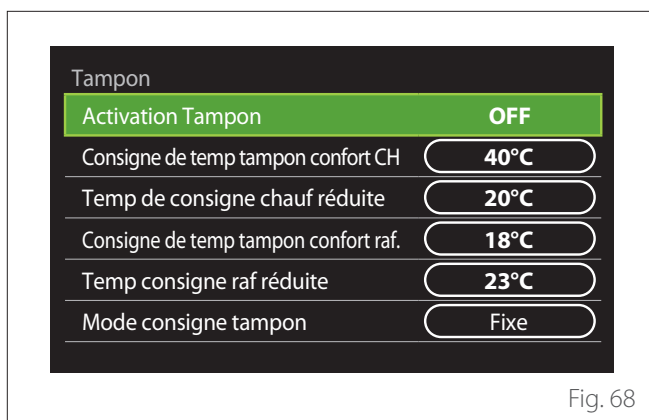 Tampon
Activation Tampon OFF
Consigne de temp tampon confort CH 40°C
Temp de consigne chauf réduite 20°C
Consigne de temp tampon confort raf. 18°C
Temp consigne raf réduite 23°C
Mode consigne tampon Fixe
Fig. 68